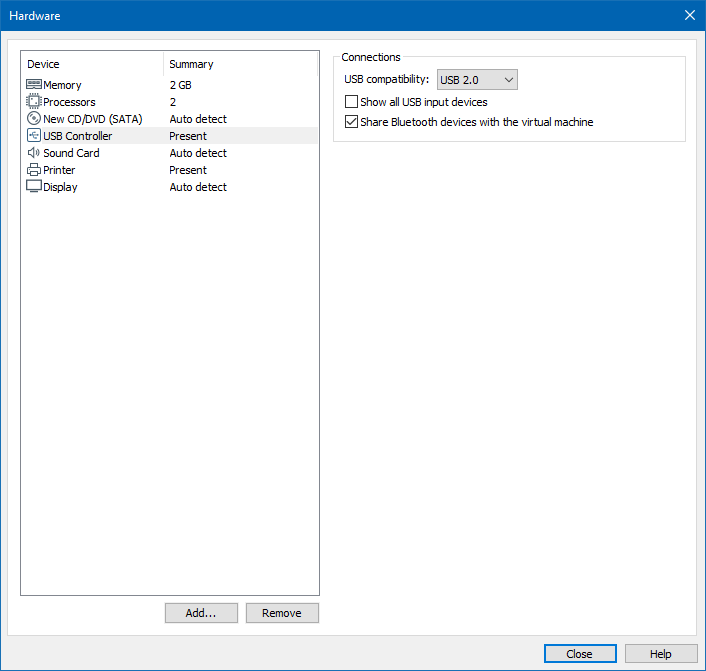 Hardware
Device Summary
Memory 2 GB
Processors 2
New CD/DVD (SATA) Auto detect
USB Controller Present
Sound Card Auto detect
Printer Present
Display Auto detect
Add... Remove
Connections
USB compatibility: USB 2.0
Show all USB input devices
Share Bluetooth devices with the virtual machine
Close Help